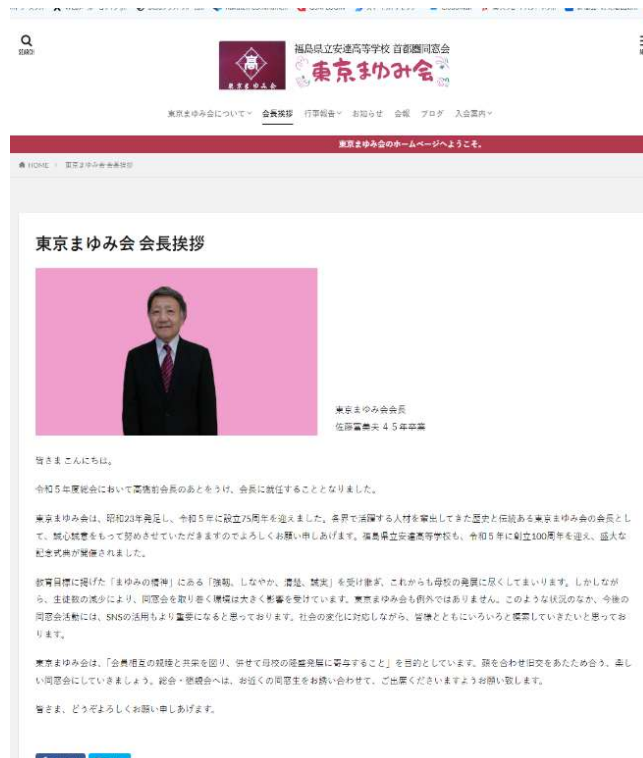 SEARCH
福島県立安達高等学校 首都圏同窓会
東京まゆみ会
東京まゆみ会について
会長挨拶
行事報告
お知らせ
会報
ブログ
入会案内
東京まゆみ会のホームページへようこそ。
HOME
東京まゆみ会 会長挨拶
東京まゆみ会 会長挨拶
東京まゆみ会会長
佐藤富美夫 45年卒業
皆さま こんにちは。
令和5年度総会において高橋前会長のあとをうけ、会長に就任することとなりました。
東京まゆみ会は、昭和23年発足し、令和5年に設立75周年を迎えました。各界で活躍する人材を輩出してきた歴史と伝統ある東京まゆみ会の会長とし
て、誠心誠意をもって努めさせていただきますのでよろしくお願い申しあげます。福島県立安達高等学校も、令和5年に創立100周年を迎え、盛大な
記念式典が開催されました。
教育目標に掲げた「まゆみの精神」にある「強靭、しなやか、清楚、誠実」を受け継ぎ、これからも母校の発展に尽くしてまいります。しかしなが
ら、生徒数の減少により、同窓会を取り巻く環境は大きく影響を受けています。東京まゆみ会も例外ではありません。このような状況のなか、今後の
同窓会活動には、SNSの活用もより重要になると思っております。社会の変化に対応しながら、皆様とともにいろいろと模索していきたいと思ってお
ります。
東京まゆみ会は、「会員相互の親睦と共栄を図り、併せて母校の隆盛発展に寄与すること」を目的としています。顔を合わせ旧交をあたため合う、楽し
い同窓会にしていきましょう。総会・懇親会へは、お近くの同窓生をお誘い合わせて、ご出席くださいますようお願い致します。
皆さま、どうぞよろしくお願い申しあげます。